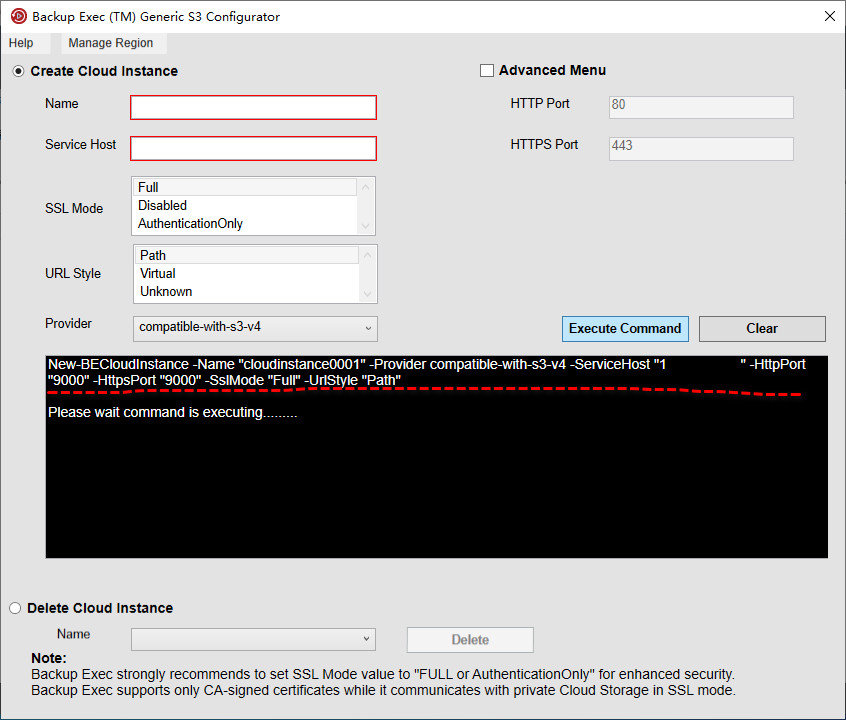 Backup Exec (TM) Generic S3 Configurator
Help Manage Region
Create Cloud Instance
Advanced Menu
Name
HTTP Port 80
Service Host
HTTPS Port 443
SSL Mode
Full
Disabled
AuthenticationOnly
URL Style
Path
Virtual
Unknown
Provider compatible-with-s3-v4
Execute Command Clear
New-BECloudInstance -Name "cloudinstance0001" -Provider compatible-with-s3-v4 -ServiceHost "1 " -HttpPort
"9000" -HttpsPort "9000" -SslMode "Full" -UrlStyle "Path"
Please wait command is executing.........
Delete Cloud Instance
Name
Delete
Note:
Backup Exec strongly recommends to set SSL Mode value to "FULL or AuthenticationOnly" for enhanced security.
Backup Exec supports only CA-signed certificates while it communicates with private Cloud Storage in SSL mode.